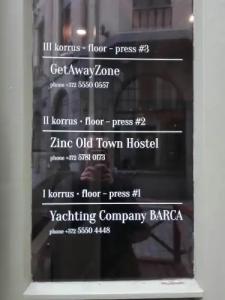 III korrus • floor – press #3
GetAwayZone
phone +372 5550 0557
II korrus • floor – press #2
Zinc Old Town Hostel
phone +372 5781 0173
I korrus • floor – press #1
Yachting Company BARCA
phone +372 5550 4448